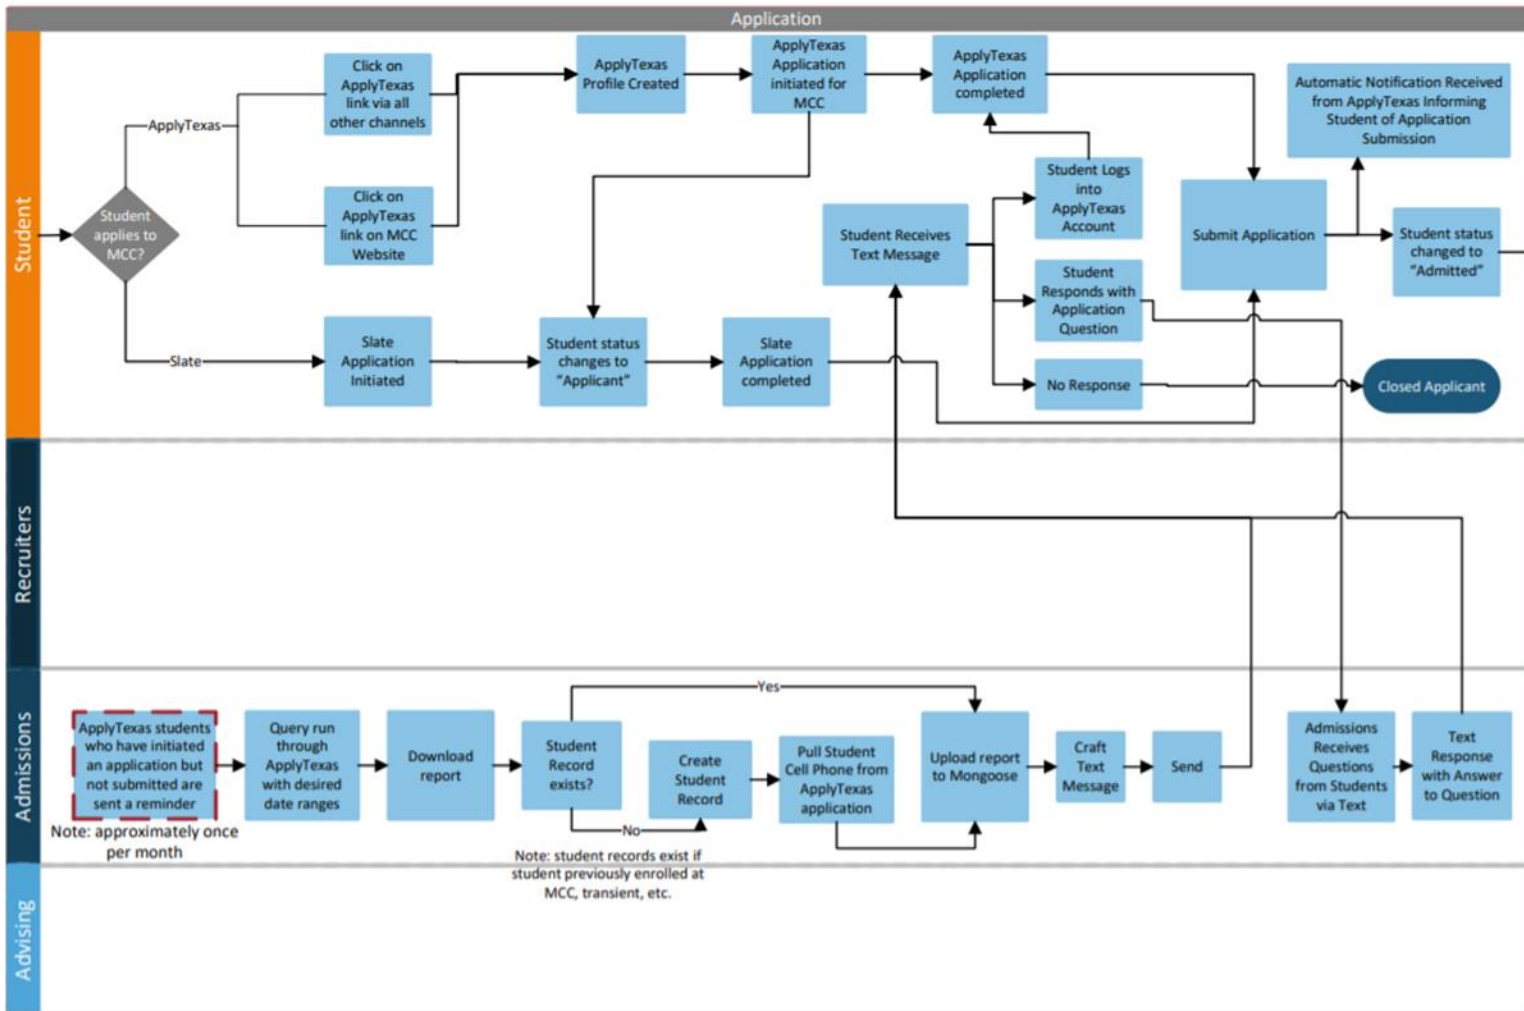 Application
Student
Student
applies to
MCC?
ApplyTexas
Slate
Click on
ApplyTexas
link via all
other channels
Click on
ApplyTexas
link on MCC
Website
ApplyTexas
Profile Created
ApplyTexas
Application
initiated for
MCC
ApplyTexas
Application
completed
Automatic Notification Received
from ApplyTexas Informing
Student of Application
Submission
Student Receives
Text Message
Student Logs
into
ApplyTexas
Account
Student
Responds with
Application
Question
No Response
Submit Application
Student status
changed to
“Admitted”
Closed Applicant
Slate
Application
Initiated
Student status
changes to
“Applicant”
Slate
Application
completed
Recruiters
Admissions
ApplyTexas students
who have initiated
an application but
not submitted are
sent a reminder
Note: approximately once
per month
Query run
through
ApplyTexas
with desired
date ranges
Download
report
Student
Record
exists?
Yes
No
Note: student records exist if
student previously enrolled at
MCC, transient, etc.
Create
Student
Record
Pull Student
Cell Phone from
ApplyTexas
application
Upload report
to Mongoose
Craft
Text
Message
Send
Admissions
Receives
Questions
from Students
via Text
Text
Response
with Answer
to Question
Advising